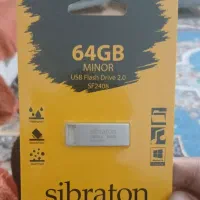 64GB
MINOR
USB Flash Drive 2.0
SF2406
sibraton